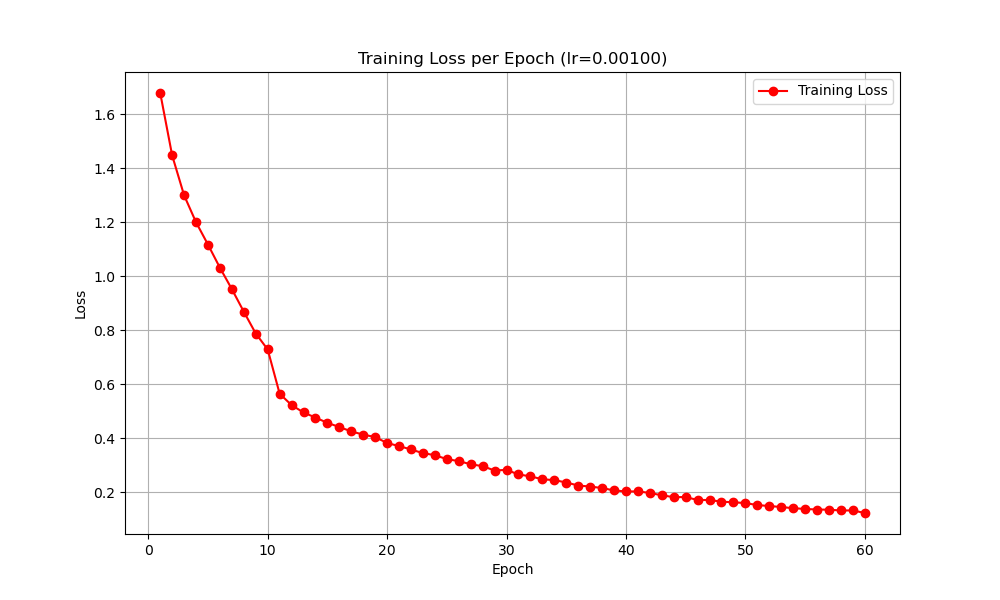 Training Loss per Epoch (lr=0.00100)
Training Loss
1.6
1.4
1.2
1.0
0.8
0.6
0.4
0.2
Loss
0 10 20 30 40 50 60
Epoch